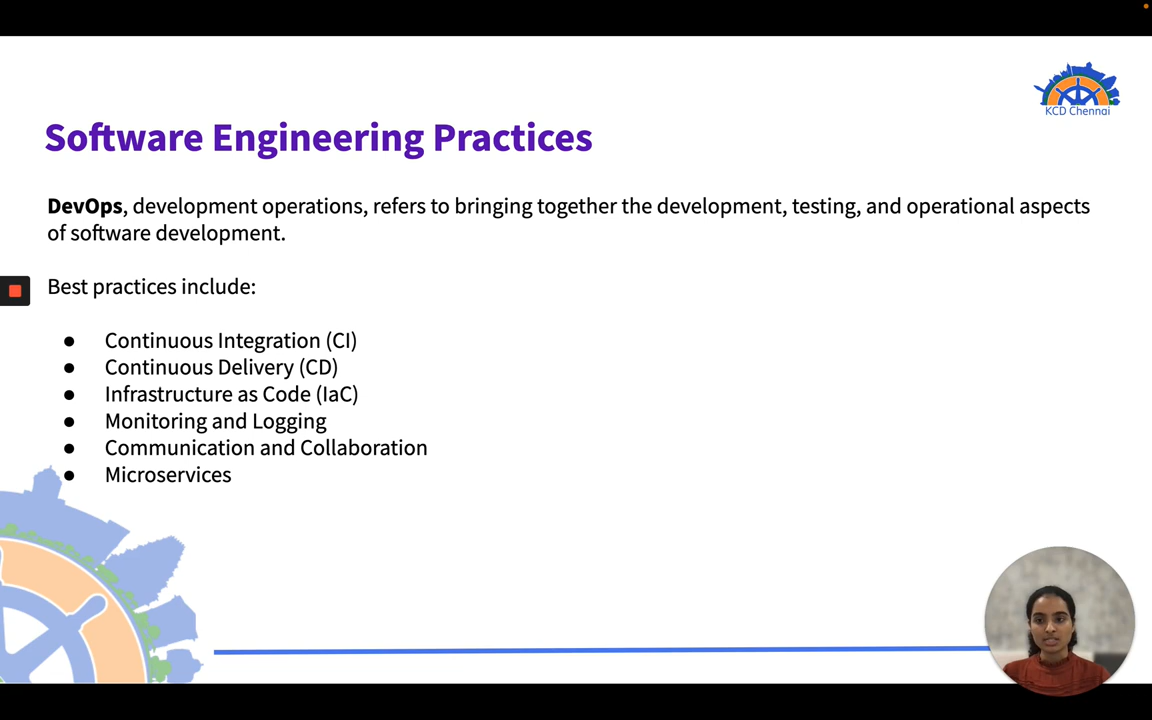 KCD Chennai
Software Engineering Practices
DevOps, development operations, refers to bringing together the development, testing, and operational aspects
of software development.
Best practices include:
● Continuous Integration (CI)
● Continuous Delivery (CD)
● Infrastructure as Code (IaC)
● Monitoring and Logging
● Communication and Collaboration
● Microservices